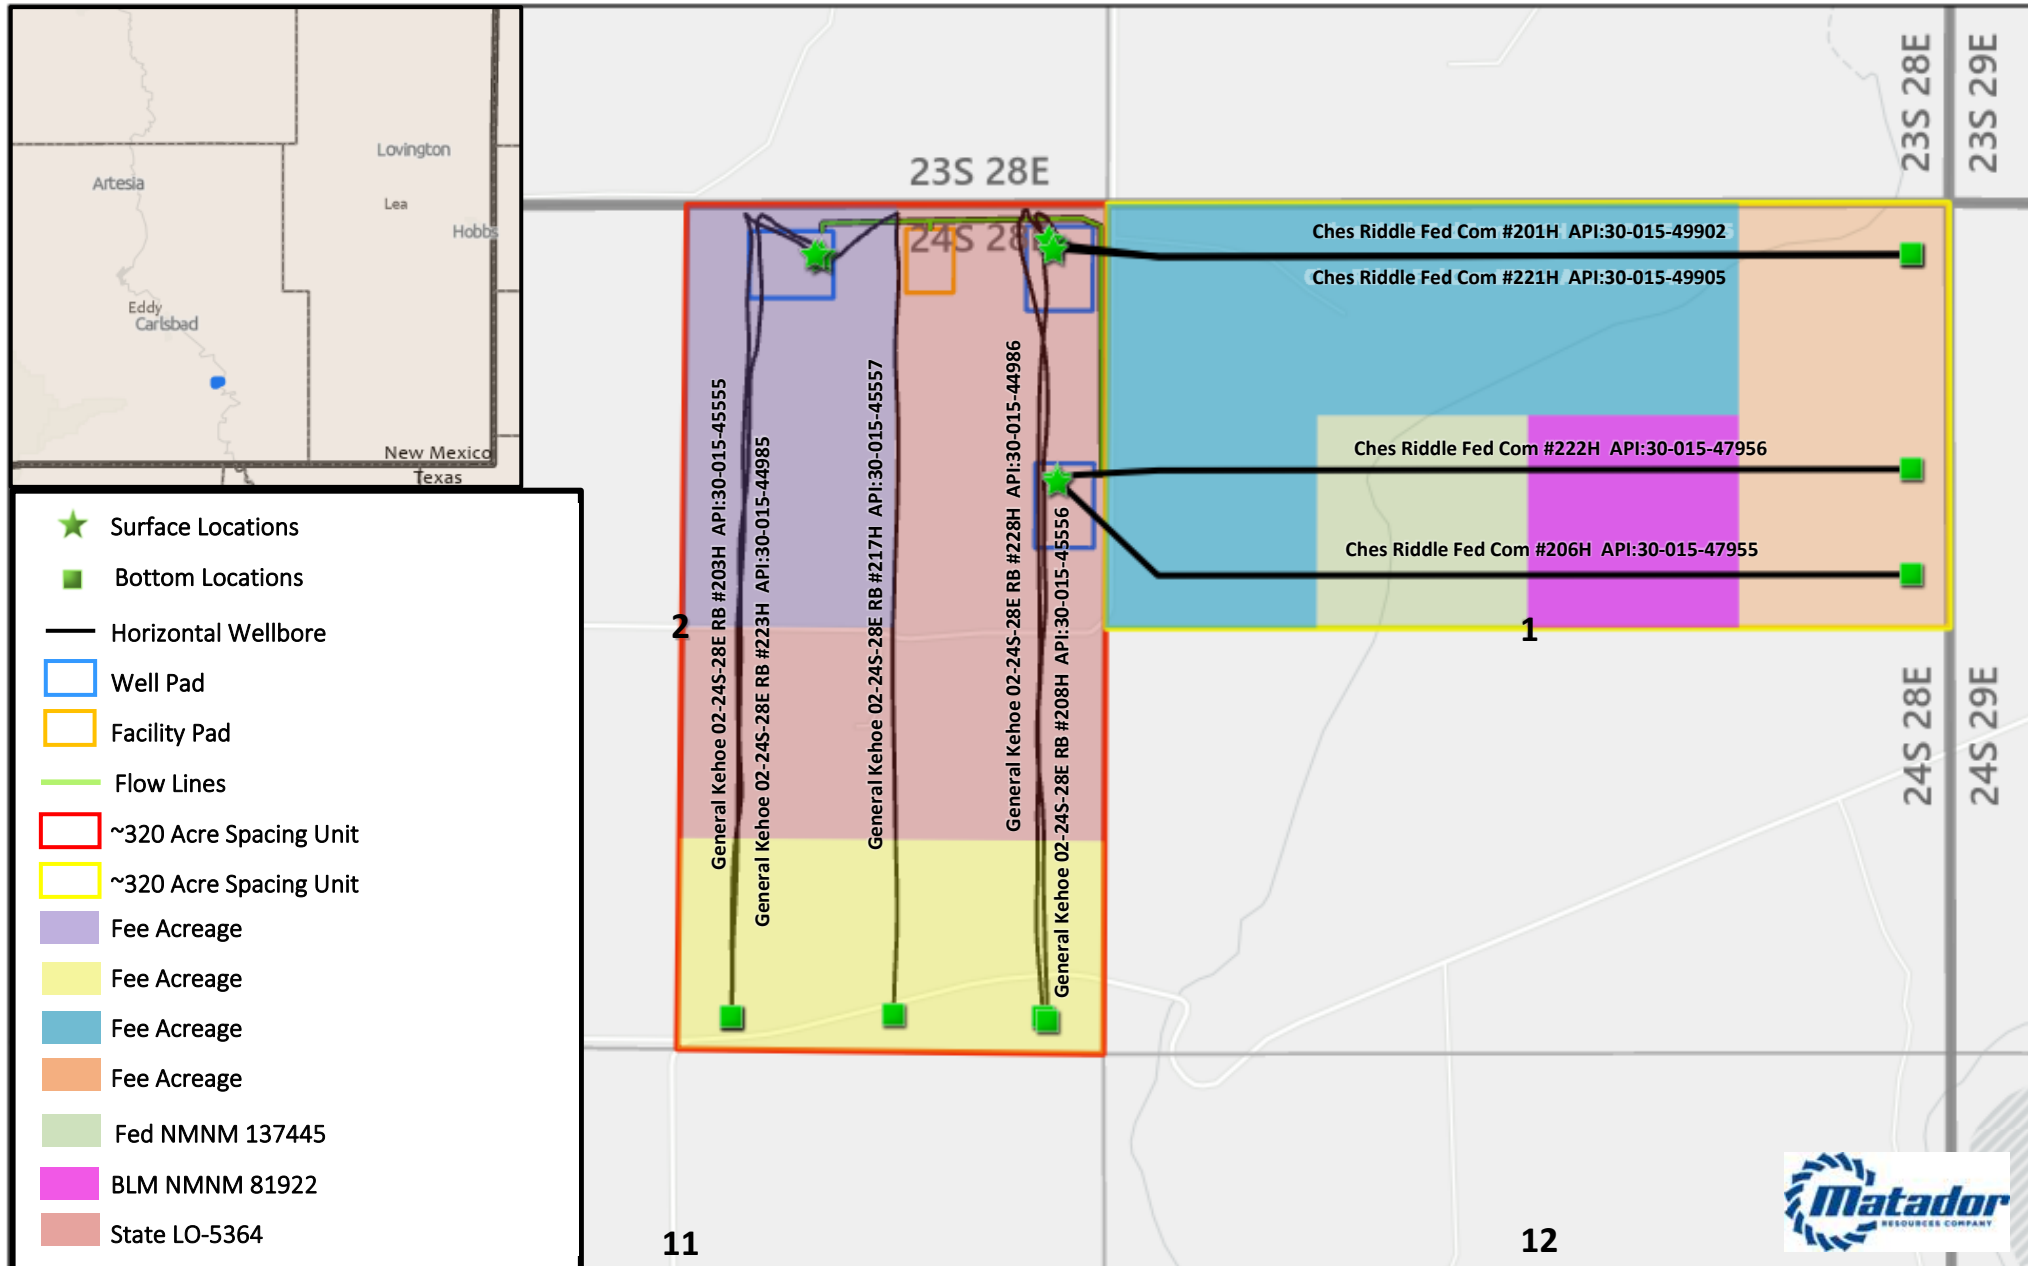 Lovington
Artesia
Lea
Hobbs
Eddy
Carlsbad
New Mexico
Texas
Surface Locations
Bottom Locations
Horizontal Wellbore
Well Pad
Facility Pad
Flow Lines
~320 Acre Spacing Unit
~320 Acre Spacing Unit
Fee Acreage
Fee Acreage
Fee Acreage
Fee Acreage
Fed NMNM 137445
BLM NMNM 81922
State LO-5364
23S 28E
24S 28E
23S 28E
23S 29E
24S 28E
24S 29E
Ches Riddle Fed Com #201H API:30-015-49902
Ches Riddle Fed Com #221H API:30-015-49905
Ches Riddle Fed Com #222H API:30-015-47956
Ches Riddle Fed Com #206H API:30-015-47955
General Kehoe 02-24S-28E RB #203H API:30-015-45555
General Kehoe 02-24S-28E RB #223H API:30-015-44985
General Kehoe 02-24S-28E RB #217H API:30-015-45557
General Kehoe 02-24S-28E RB #228H API:30-015-44986
General Kehoe 02-24S-28E RB #208H API:30-015-45556
2
1
11
12
Matador
RESOURCES COMPANY